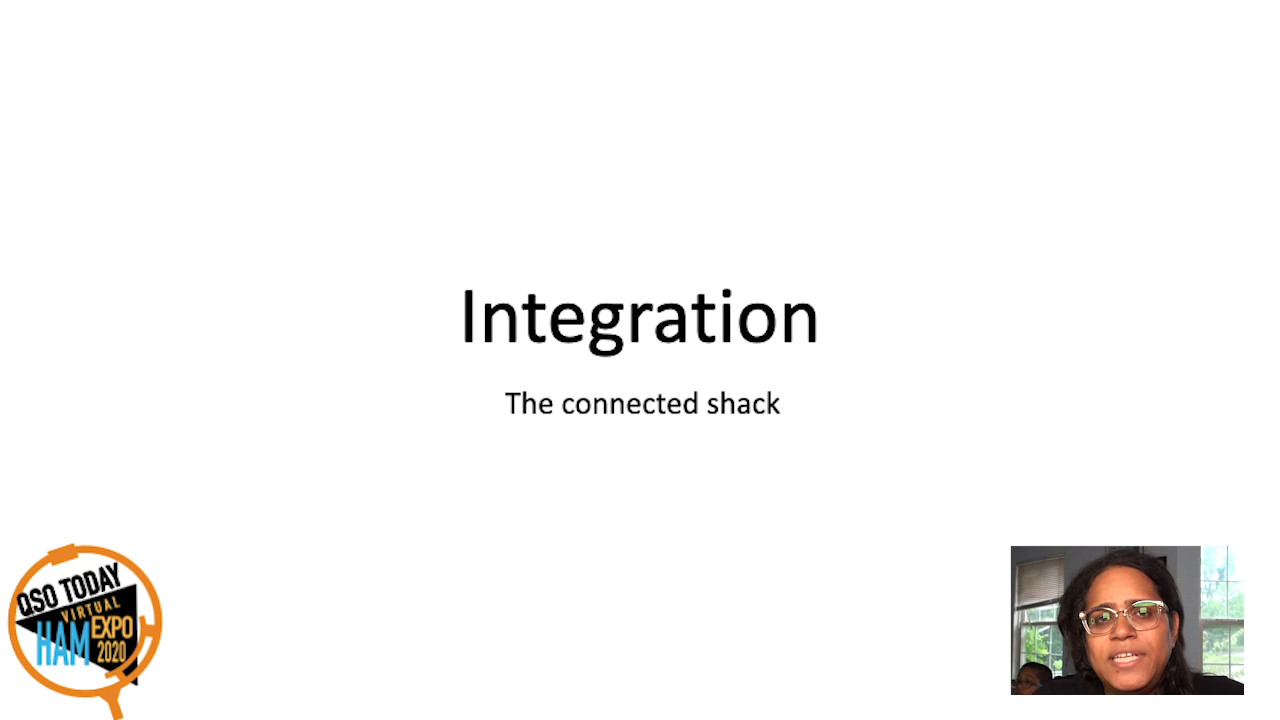 Integration
The connected shack
QSO TODAY
VIRTUAL
HAM EXPO
2020